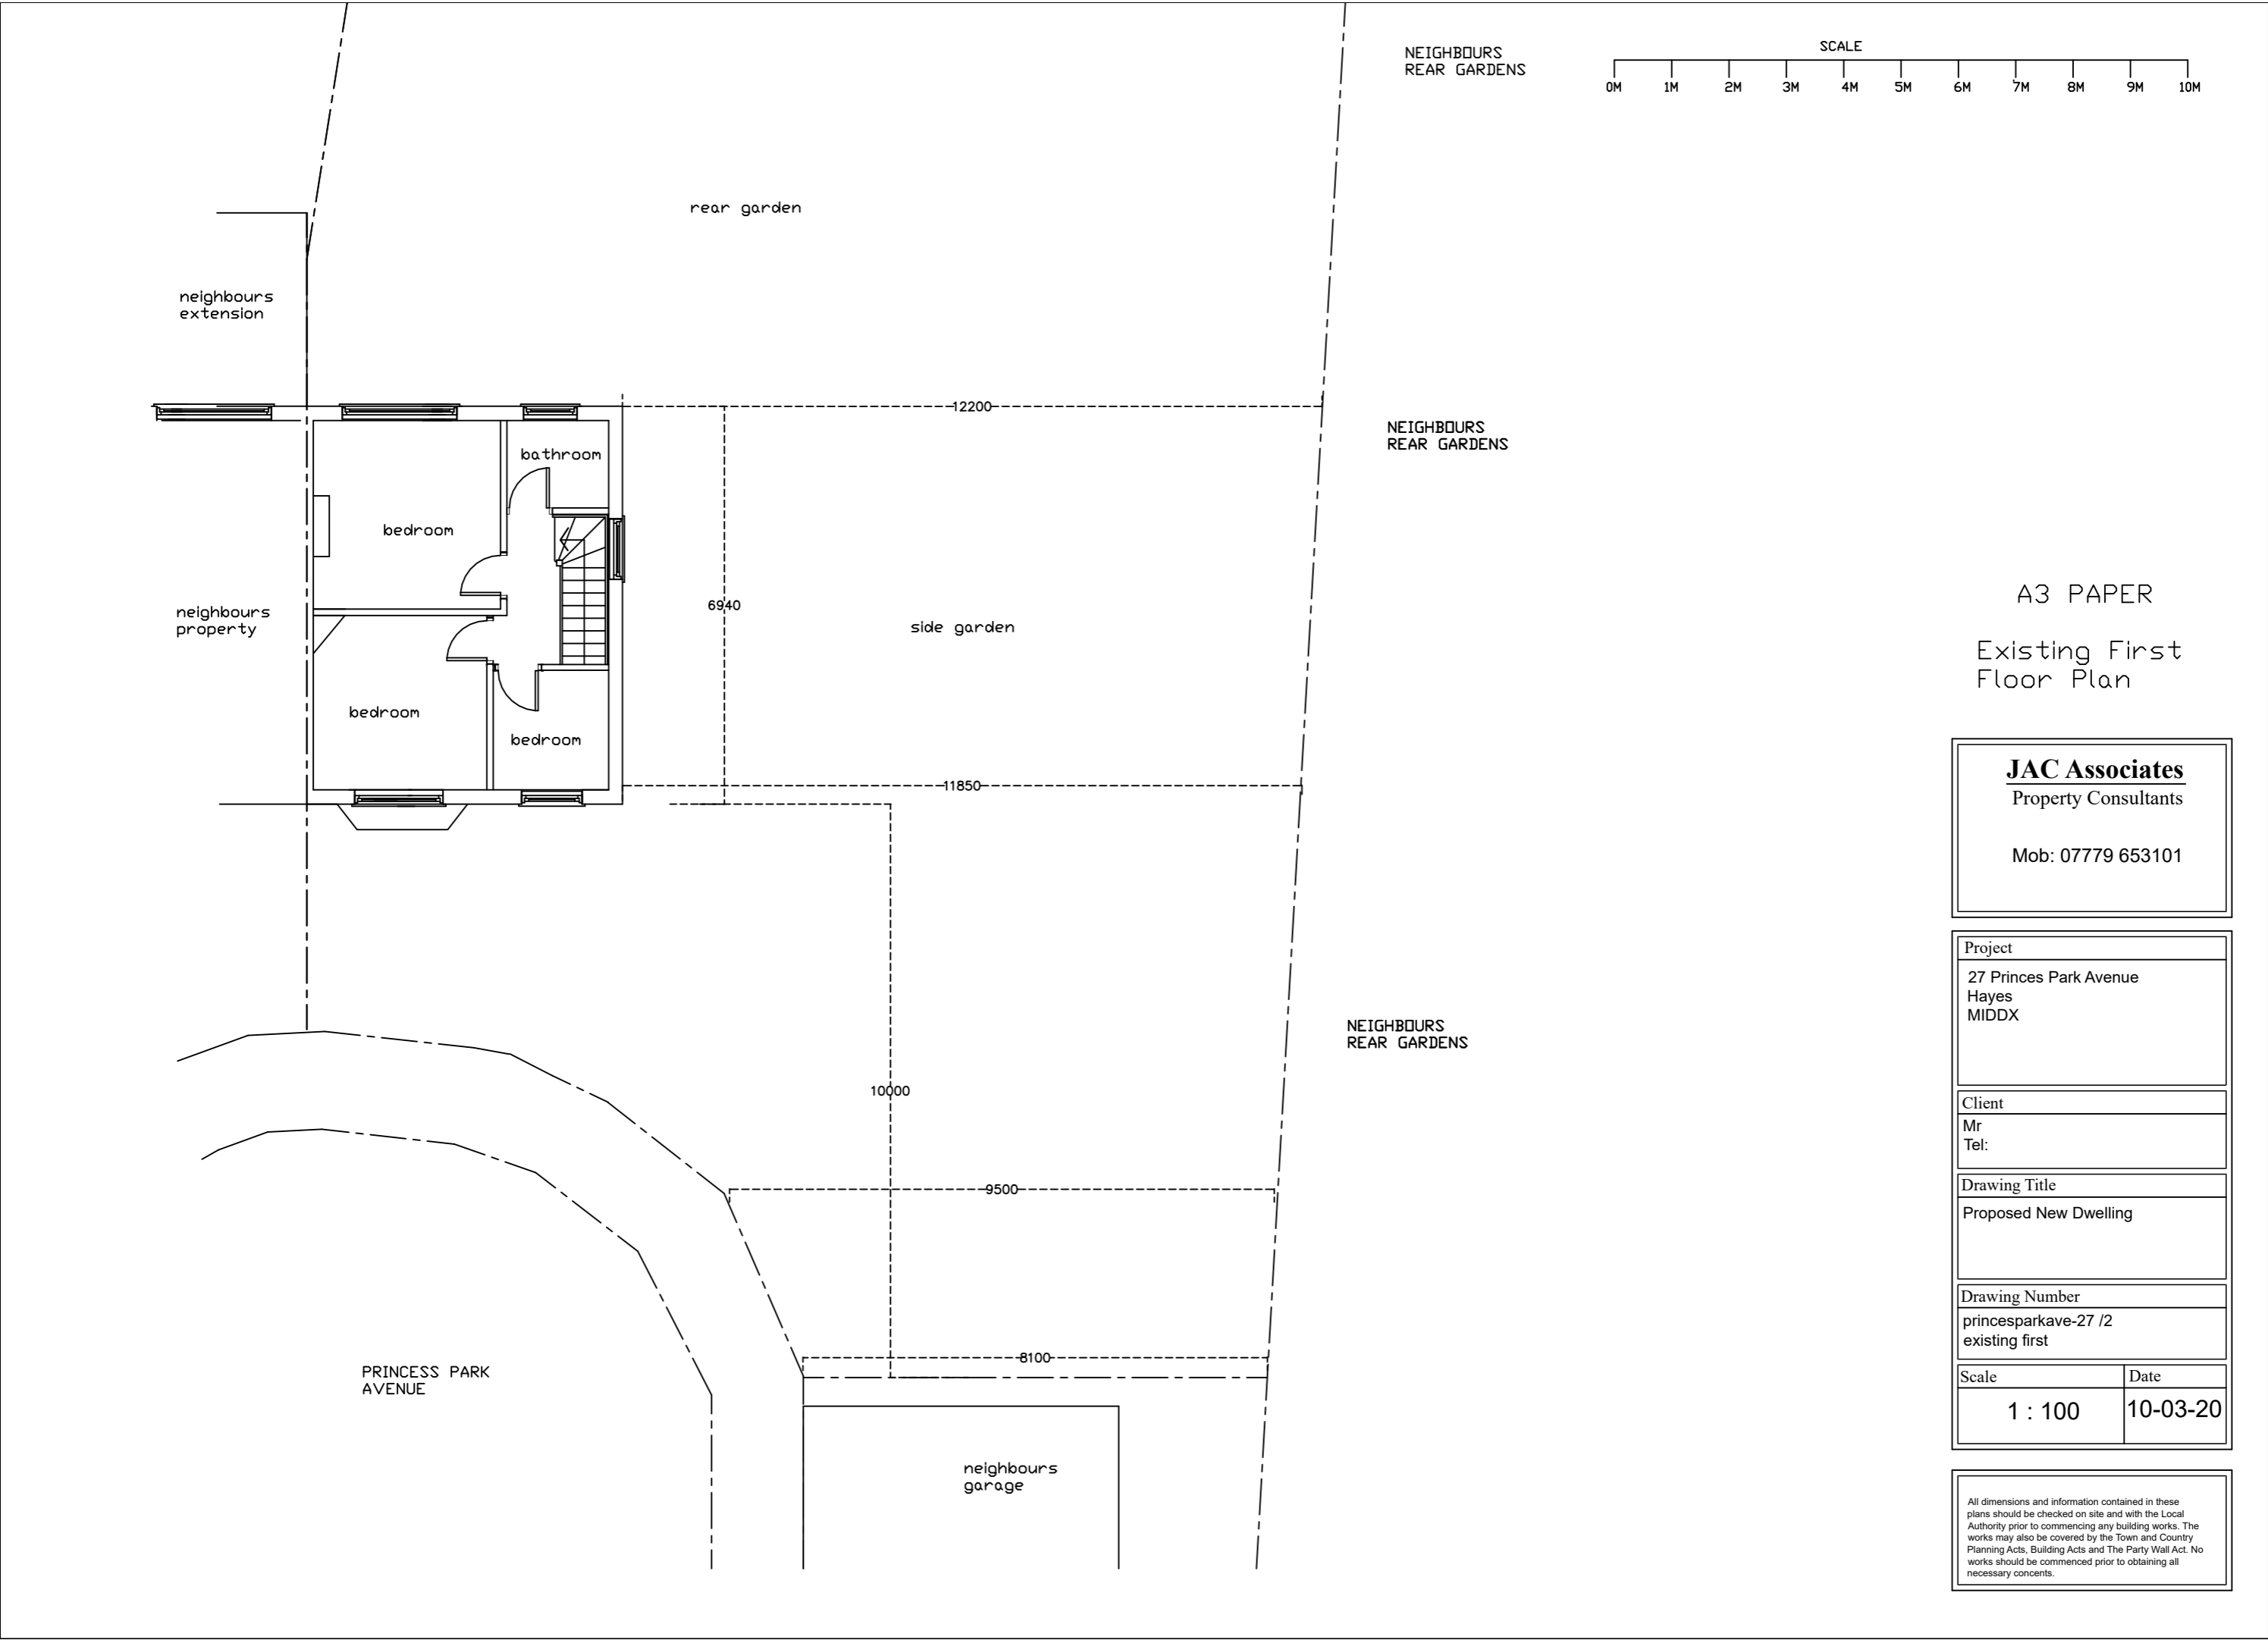 NEIGHBOURS
REAR GARDENS
SCALE
0M 1M 2M 3M 4M 5M 6M 7M 8M 9M 10M
rear garden
neighbours
extension
12200
NEIGHBOURS
REAR GARDENS
bathroom
bedroom
neighbours
property
6940
side garden
bedroom
bedroom
11850
A3 PAPER
Existing First
Floor Plan
JAC Associates
Property Consultants
Mob: 07779 653101
NEIGHBOURS
REAR GARDENS
10000
9500
8100
PRINCESS PARK
AVENUE
neighbours
garage
Project
27 Princes Park Avenue
Hayes
MIDDX
Client
Mr
Tel:
Drawing Title
Proposed New Dwelling
Drawing Number
princesparkave-27 /2
existing first
Scale Date
1 : 100 10-03-20
All dimensions and information contained in these
plans should be checked on site and with the Local
Authority prior to commencing any building works. The
works may also be covered by the Town and Country
Planning Acts, Building Acts and The Party Wall Act. No
works should be commenced prior to obtaining all
necessary concents.